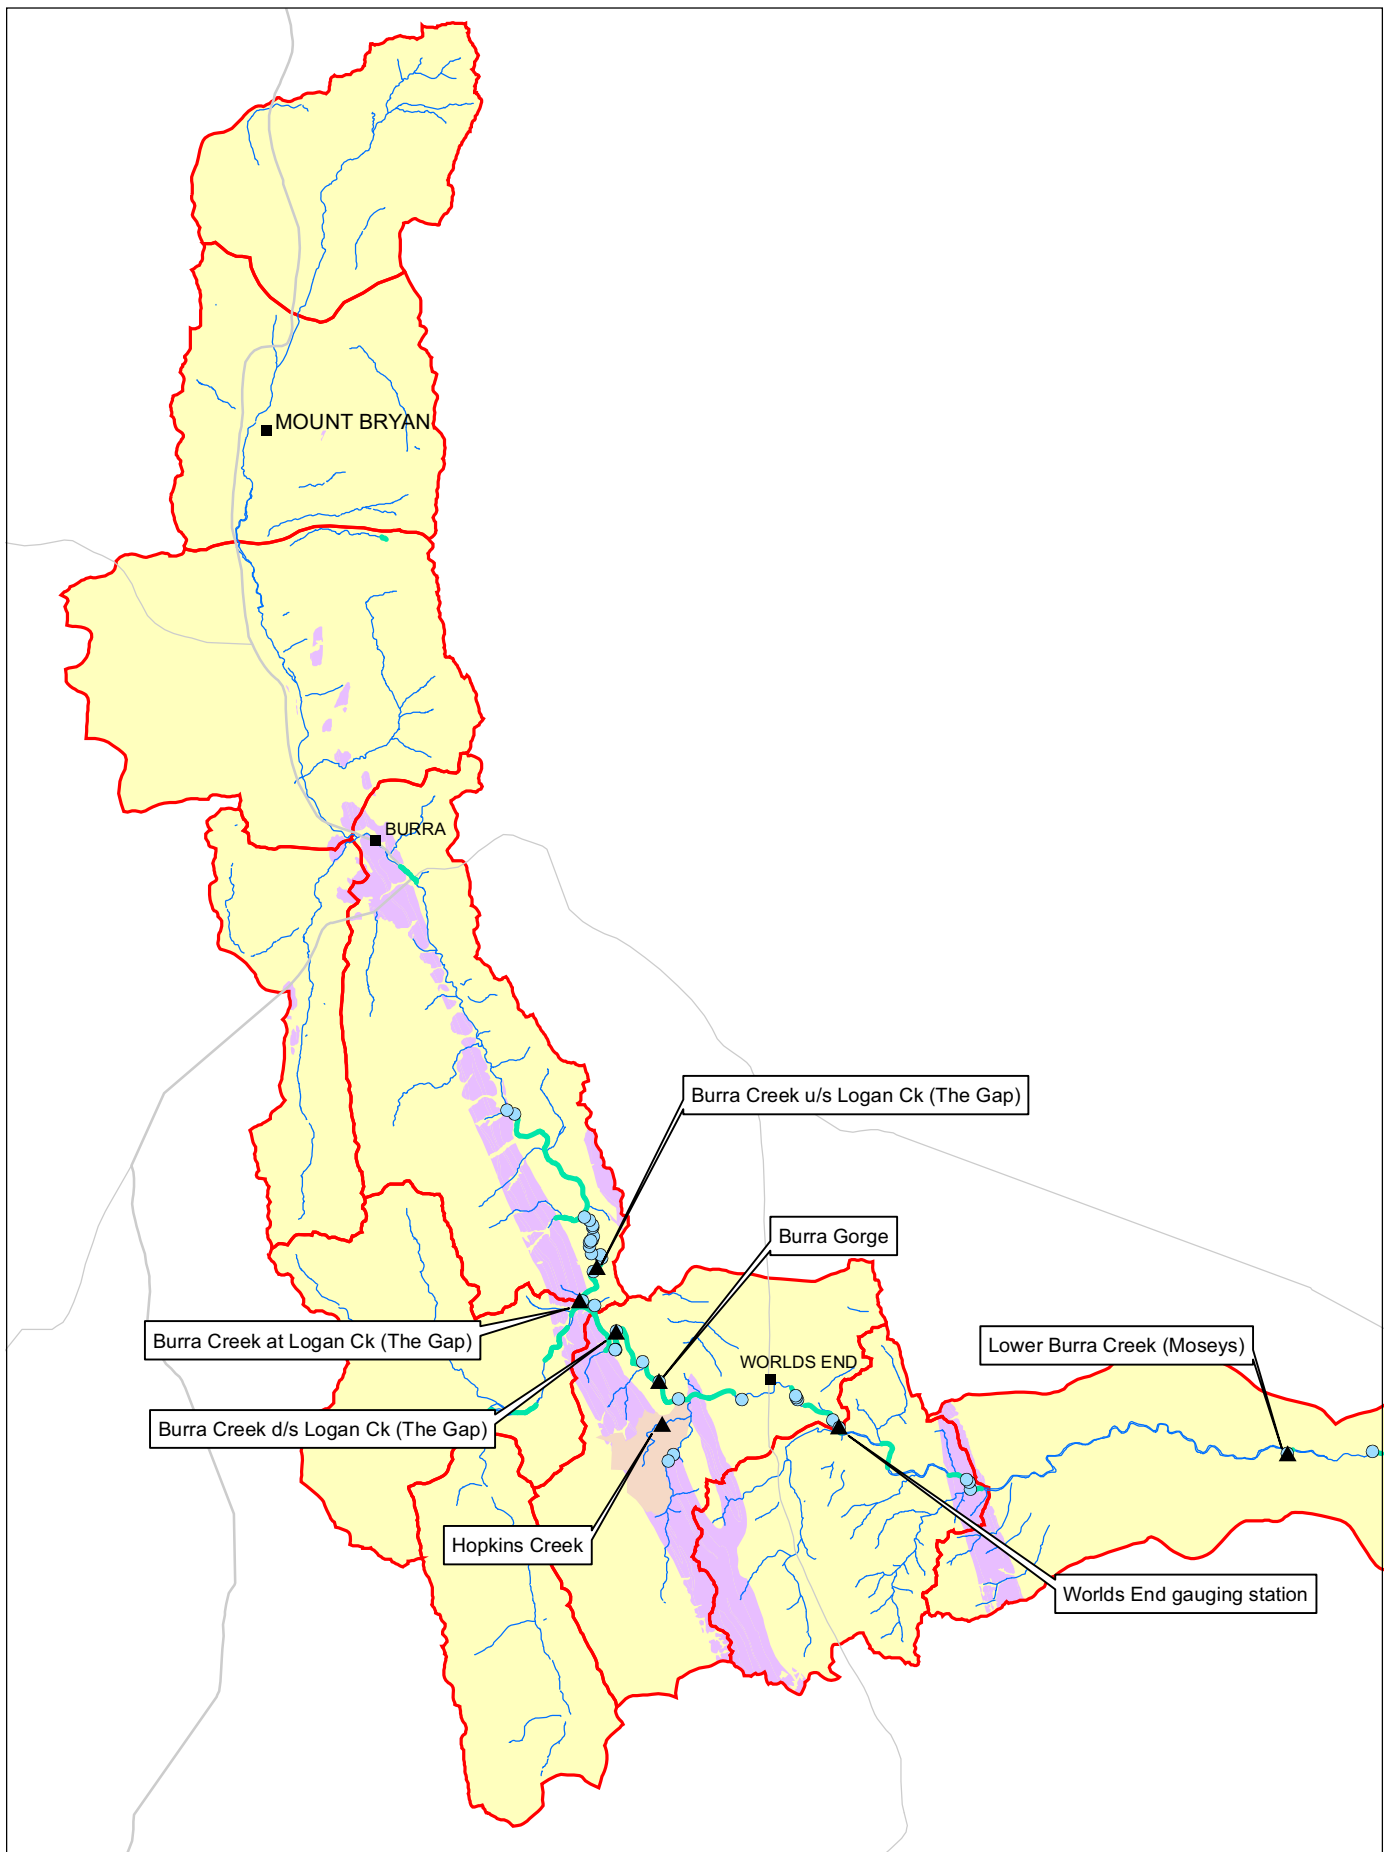 MOUNT BRYAN
BURRA
Burra Creek u/s Logan Ck (The Gap)
Burra Gorge
Burra Creek at Logan Ck (The Gap)
Lower Burra Creek (Moseys)
WORLDS END
Burra Creek d/s Logan Ck (The Gap)
Hopkins Creek
Worlds End gauging station